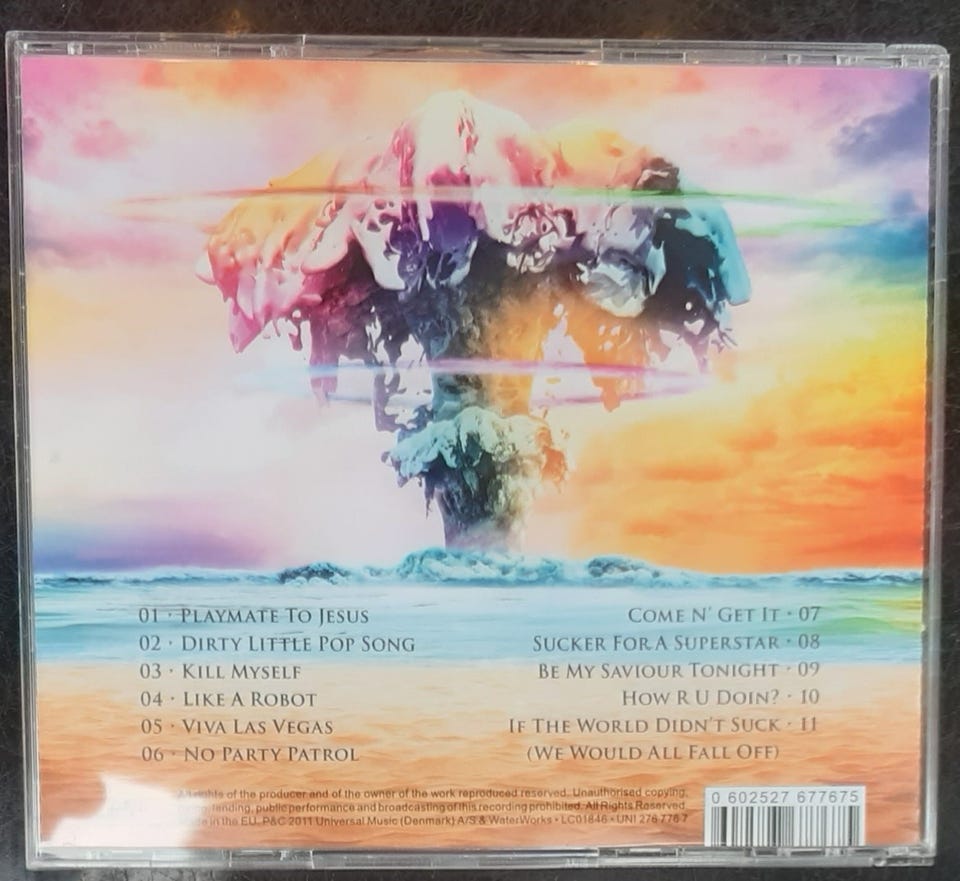 01 · Playmate To Jesus
02 · Dirty Little Pop Song
03 · Kill Myself
04 · Like A Robot
05 · Viva Las Vegas
06 · No Party Patrol
Come N' Get It · 07
Sucker For A Superstar · 08
Be My Saviour Tonight · 09
How R U Doin? · 10
If The World Didn't Suck · 11
(We Would All Fall Off)
All rights of the producer and of the owner of the work reproduced reserved. Unauthorised copying,
lending, public performance and broadcasting of this recording prohibited. All Rights Reserved.
in the EU. P&C 2011 Universal Music (Denmark) A/S & WaterWorks • LC01846 • UNI 276 776 7
0 602527 677675